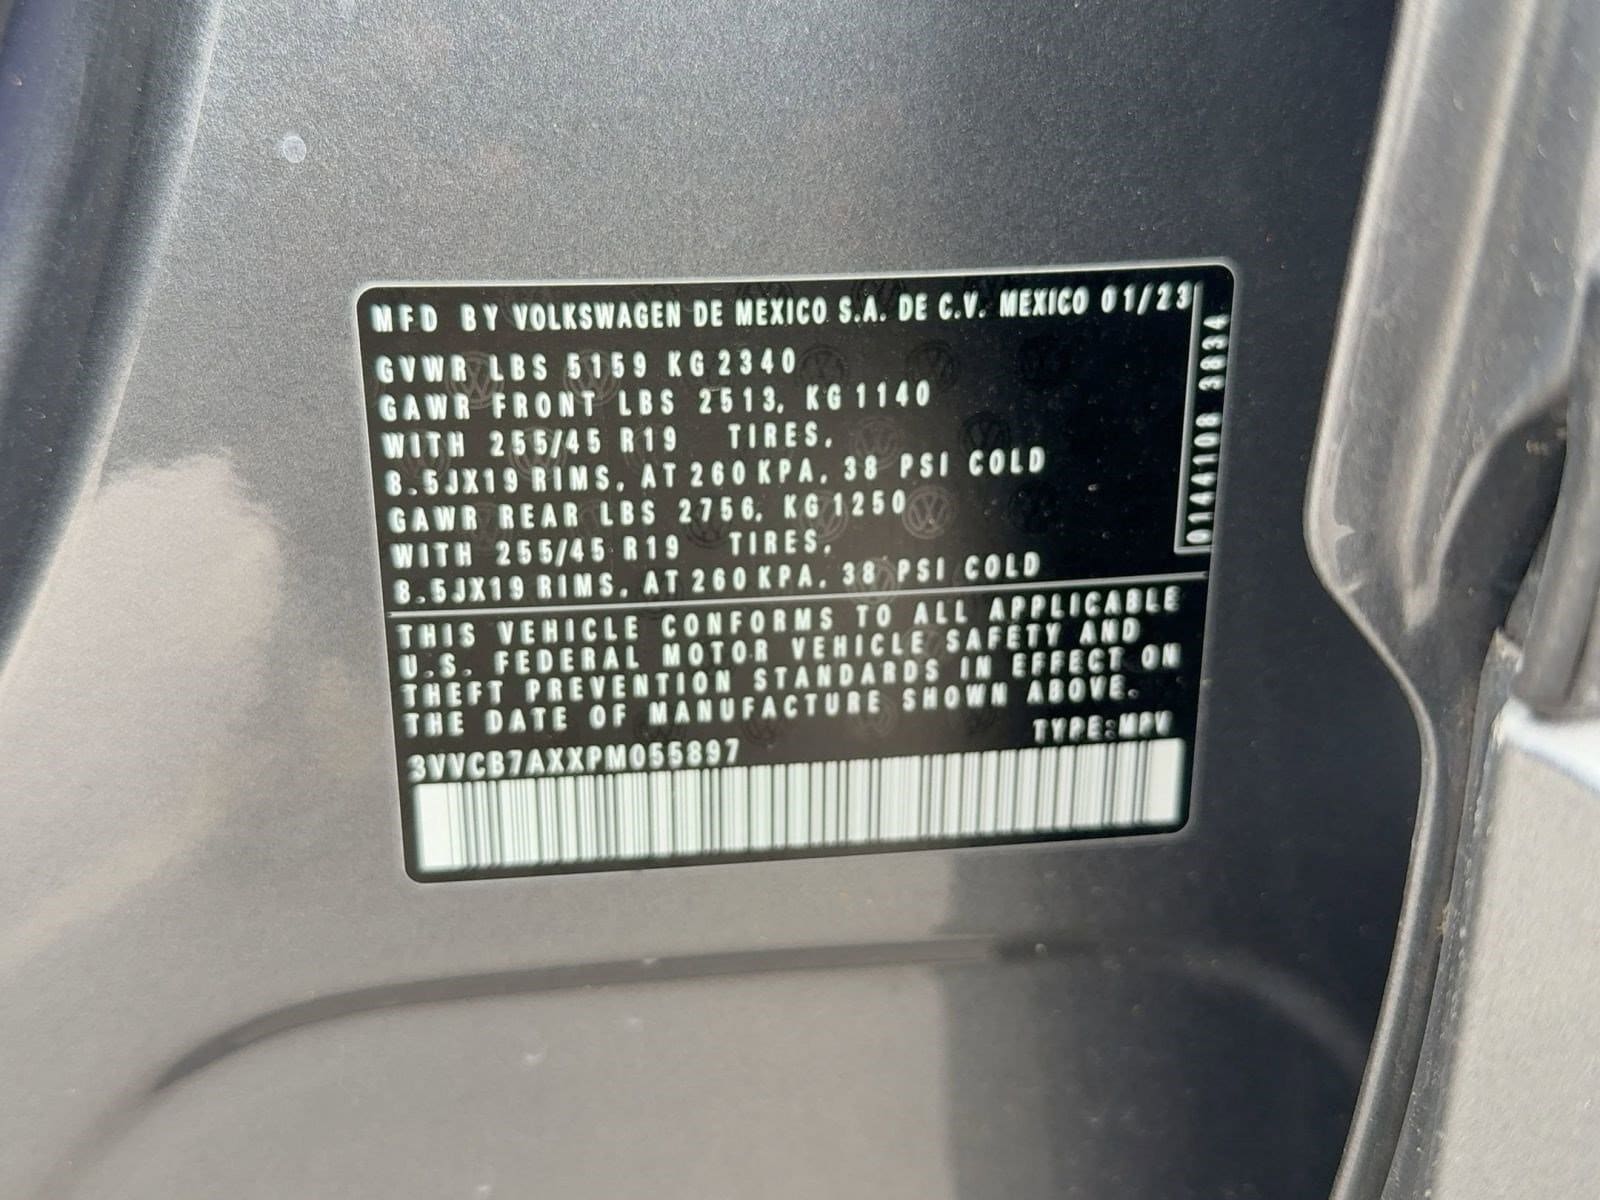 MFD BY VOLKSWAGEN DE MEXICO S.A. DE C.V. MEXICO 01/23
GVWR LBS 5159 KG 2340
GAWR FRONT LBS 2513, KG 1140
WITH 255/45 R19 TIRES,
8.5JX19 RIMS, AT 260 KPA, 38 PSI COLD
GAWR REAR LBS 2756, KG 1250
WITH 255/45 R19 TIRES,
8.5JX19 RIMS, AT 260 KPA, 38 PSI COLD
01441108 3834
THIS VEHICLE CONFORMS TO ALL APPLICABLE
U.S. FEDERAL MOTOR VEHICLE SAFETY AND
THEFT PREVENTION STANDARDS IN EFFECT ON
THE DATE OF MANUFACTURE SHOWN ABOVE.
TYPE:MPV
3VVCB7AXXPM055897